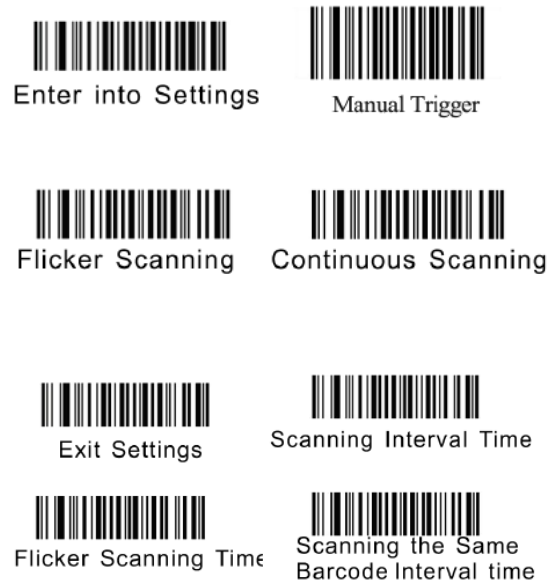 Enter into Settings
Manual Trigger
Flicker Scanning
Continuous Scanning
Exit Settings
Scanning Interval Time
Flicker Scanning Time
Scanning the Same
Barcode Interval time